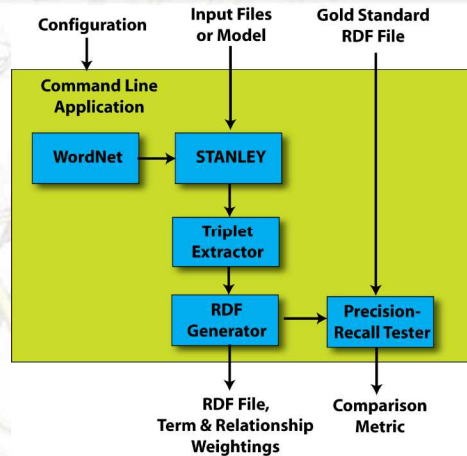 Configuration
Input Files
or Model
Gold Standard
RDF File
Command Line
Application
WordNet
STANLEY
Triplet
Extractor
RDF
Generator
Precision-
Recall Tester
RDF File,
Term & Relationship
Weightings
Comparison
Metric